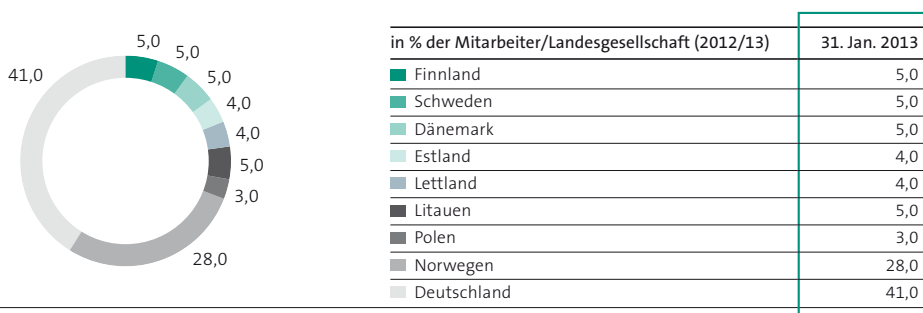 5,0
5,0
5,0
4,0
4,0
5,0
3,0
28,0
41,0
in % der Mitarbeiter/Landesgesellschaft (2012/13) 31. Jan. 2013
Finnland 5,0
Schweden 5,0
Dänemark 5,0
Estland 4,0
Lettland 4,0
Litauen 5,0
Polen 3,0
Norwegen 28,0
Deutschland 41,0